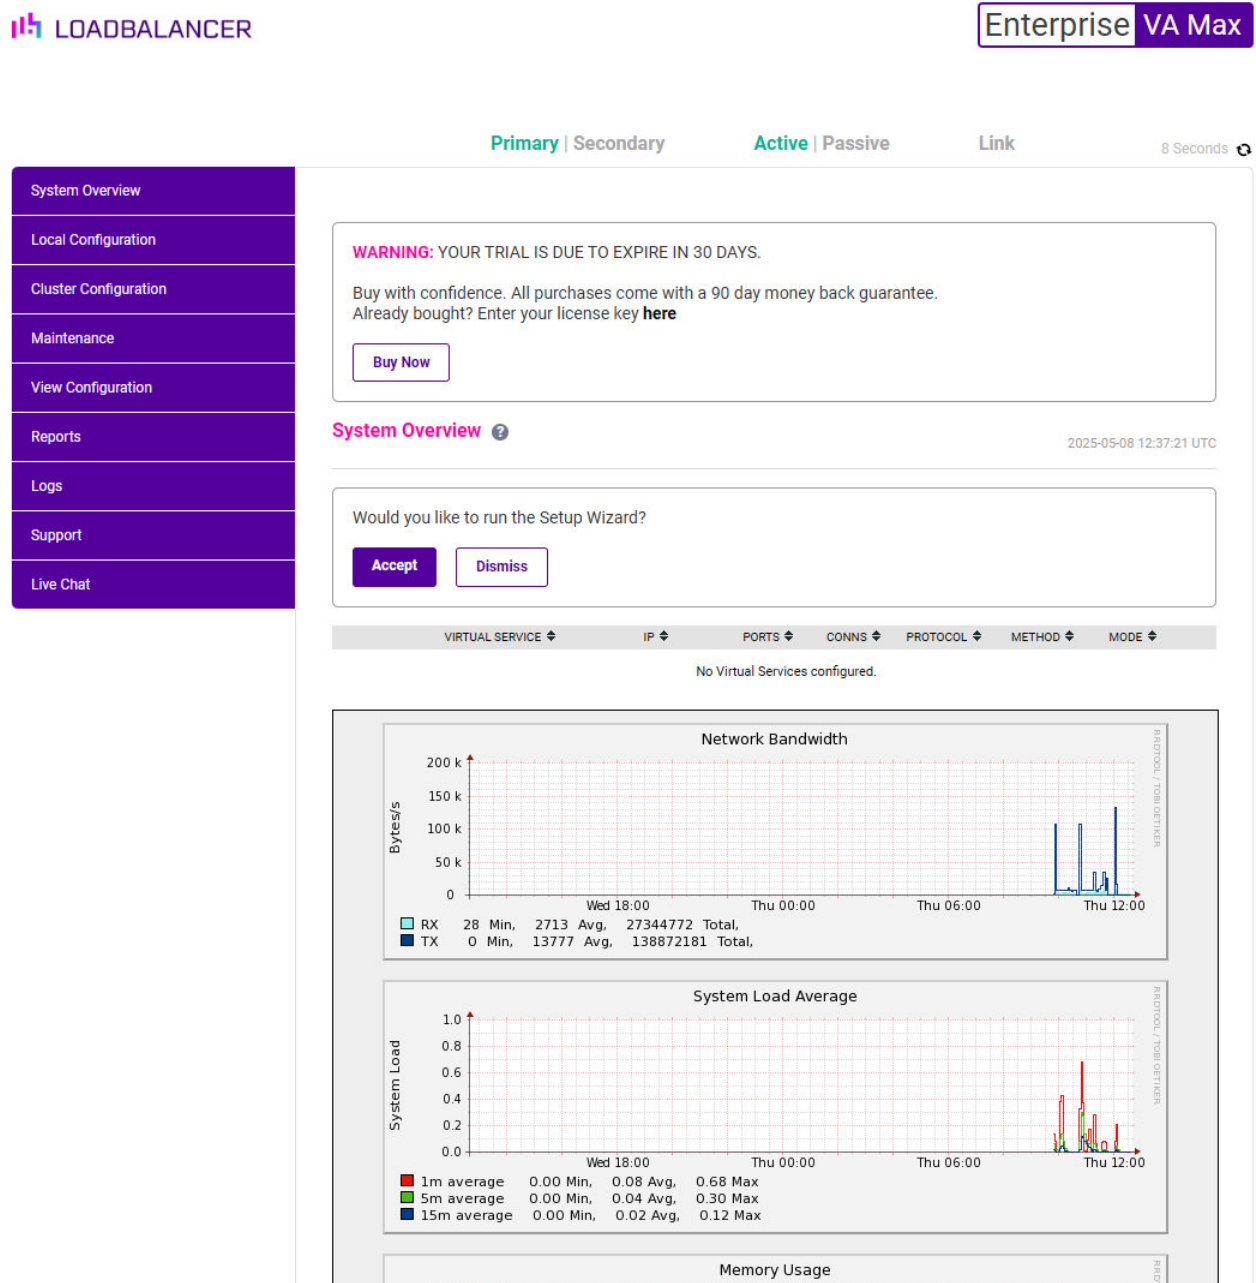 LOADBALANCER
Enterprise VA Max
Primary | Secondary Active | Passive Link 8 Seconds
System Overview
Local Configuration
Cluster Configuration
Maintenance
View Configuration
Reports
Logs
Support
Live Chat
WARNING: YOUR TRIAL IS DUE TO EXPIRE IN 30 DAYS.
Buy with confidence. All purchases come with a 90 day money back guarantee.
Already bought? Enter your license key here
Buy Now
System Overview ?
2025-05-08 12:37:21 UTC
Would you like to run the Setup Wizard?
Accept Dismiss
VIRTUAL SERVICE IP PORTS CONNS PROTOCOL METHOD MODE
No Virtual Services configured.
Network Bandwidth
RRDTOOL / TOBI OETIKER
Bytes/s
200 k
150 k
100 k
50 k
0
Wed 18:00 Thu 00:00 Thu 06:00 Thu 12:00
RX 28 Min, 2713 Avg, 27344772 Total,
TX 0 Min, 13777 Avg, 138872181 Total,
System Load Average
RRDTOOL / TOBI OETIKER
System Load
1.0
0.8
0.6
0.4
0.2
0.0
Wed 18:00 Thu 00:00 Thu 06:00 Thu 12:00
1m average 0.00 Min, 0.08 Avg, 0.68 Max
5m average 0.00 Min, 0.04 Avg, 0.30 Max
15m average 0.00 Min, 0.02 Avg, 0.12 Max
Memory Usage